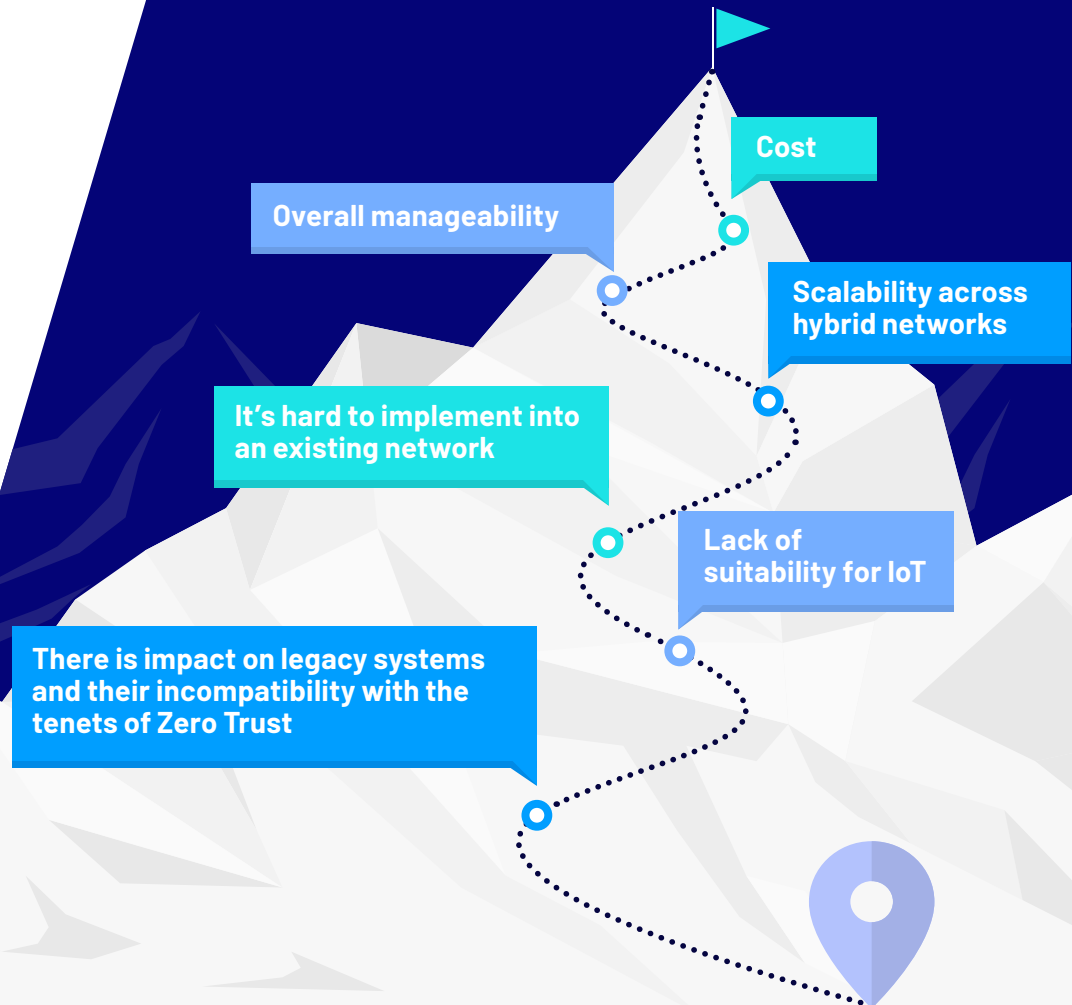 Cost
Overall manageability
Scalability across
hybrid networks
It’s hard to implement into
an existing network
Lack of
suitability for IoT
There is impact on legacy systems
and their incompatibility with the
tenets of Zero Trust